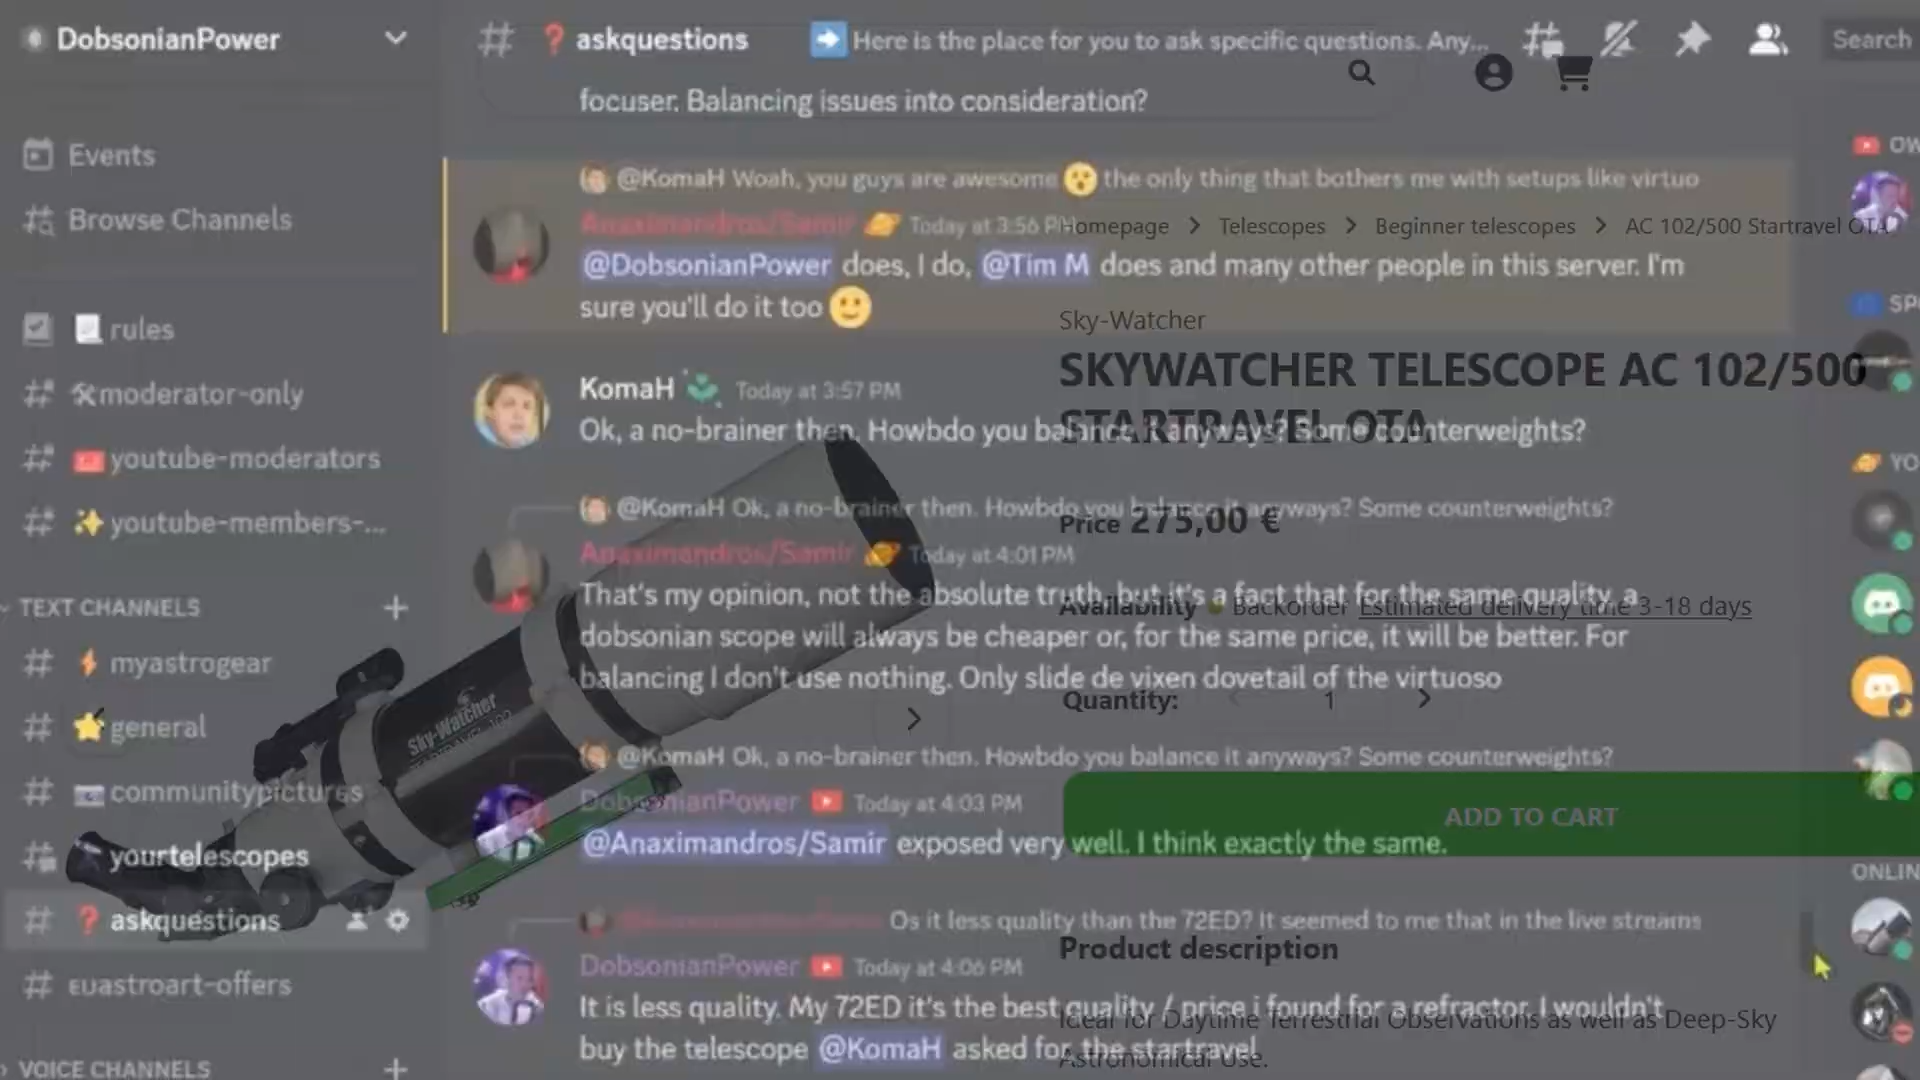 DobsonianPower
Events
Browse Channels
rules
moderator-only
youtube-moderators
youtube-members-...
TEXT CHANNELS
myastrogear
general
communitypictures
yourtelescopes
askquestions
euastroart-offers
VOICE CHANNELS
askquestions
Here is the place for you to ask specific questions. Any...
Search
focuser. Balancing issues into consideration?
@KomaH Woah, you guys are awesome the only thing that bothers me with setups like virtuo
Anaximandros/Samir Today at 3:56 PM
@DobsonianPower does, I do, @Tim M does and many other people in this server. I'm
sure you'll do it too
KomaH Today at 3:57 PM
Ok, a no-brainer then. Howbdo you balance it anyways? Some counterweights?
@KomaH Ok, a no-brainer then. Howbdo you balance it anyways? Some counterweights?
Anaximandros/Samir Today at 4:01 PM
That's my opinion, not the absolute truth, but it's a fact that for the same quality, a
dobsonian scope will always be cheaper or, for the same price, it will be better. For
balancing I don't use nothing. Only slide de vixen dovetail of the virtuoso
@KomaH Ok, a no-brainer then. Howbdo you balance it anyways? Some counterweights?
DobsonianPower Today at 4:03 PM
@Anaximandros/Samir exposed very well. I think exactly the same.
Os it less quality than the 72ED? It seemed to me that in the live streams
DobsonianPower Today at 4:06 PM
It is less quality. My 72ED it's the best quality / price i found for a refractor. I wouldn't
buy the telescope @KomaH asked for, the startravel.
Homepage > Telescopes > Beginner telescopes > AC 102/500 Startravel OTA
Sky-Watcher
SKYWATCHER TELESCOPE AC 102/500
STARTRAVEL OTA
Price 275,00 €
Availability Backorder Estimated delivery time 3-18 days
Quantity: 1
ADD TO CART
Product description
Ideal for Daytime Terrestrial Observations as well as Deep-Sky
Astronomical Use.
Sky-Watcher
OW
SP
YO
ONLIN